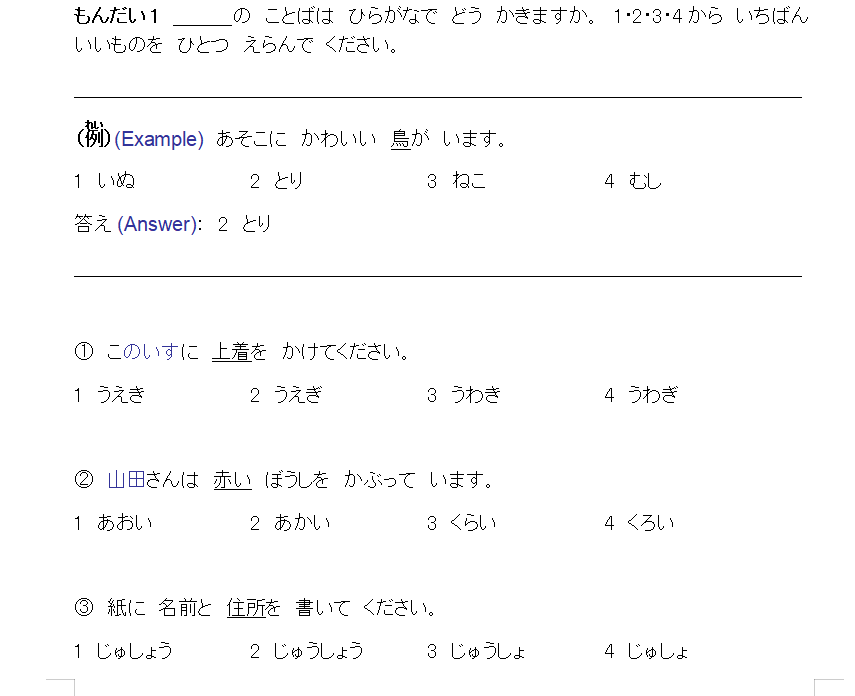 もんだい1 ______の ことばは ひらがなで どう かきますか。 1・2・3・4から いちばん
いいものを ひとつ えらんで ください。
(例)(Example) あそこに かわいい 鳥が います。
れい
1 いぬ 2 とり 3 ねこ 4 むし
答え (Answer): 2 とり
① このいすに 上着を かけてください。
1 うえき 2 うえぎ 3 うわき 4 うわぎ
② 山田さんは 赤い ぼうしを かぶって います。
1 あおい 2 あかい 3 くらい 4 くろい
③ 紙に 名前と 住所を 書いて ください。
1 じゅしょう 2 じゅうしょう 3 じゅうしょ 4 じゅしょ